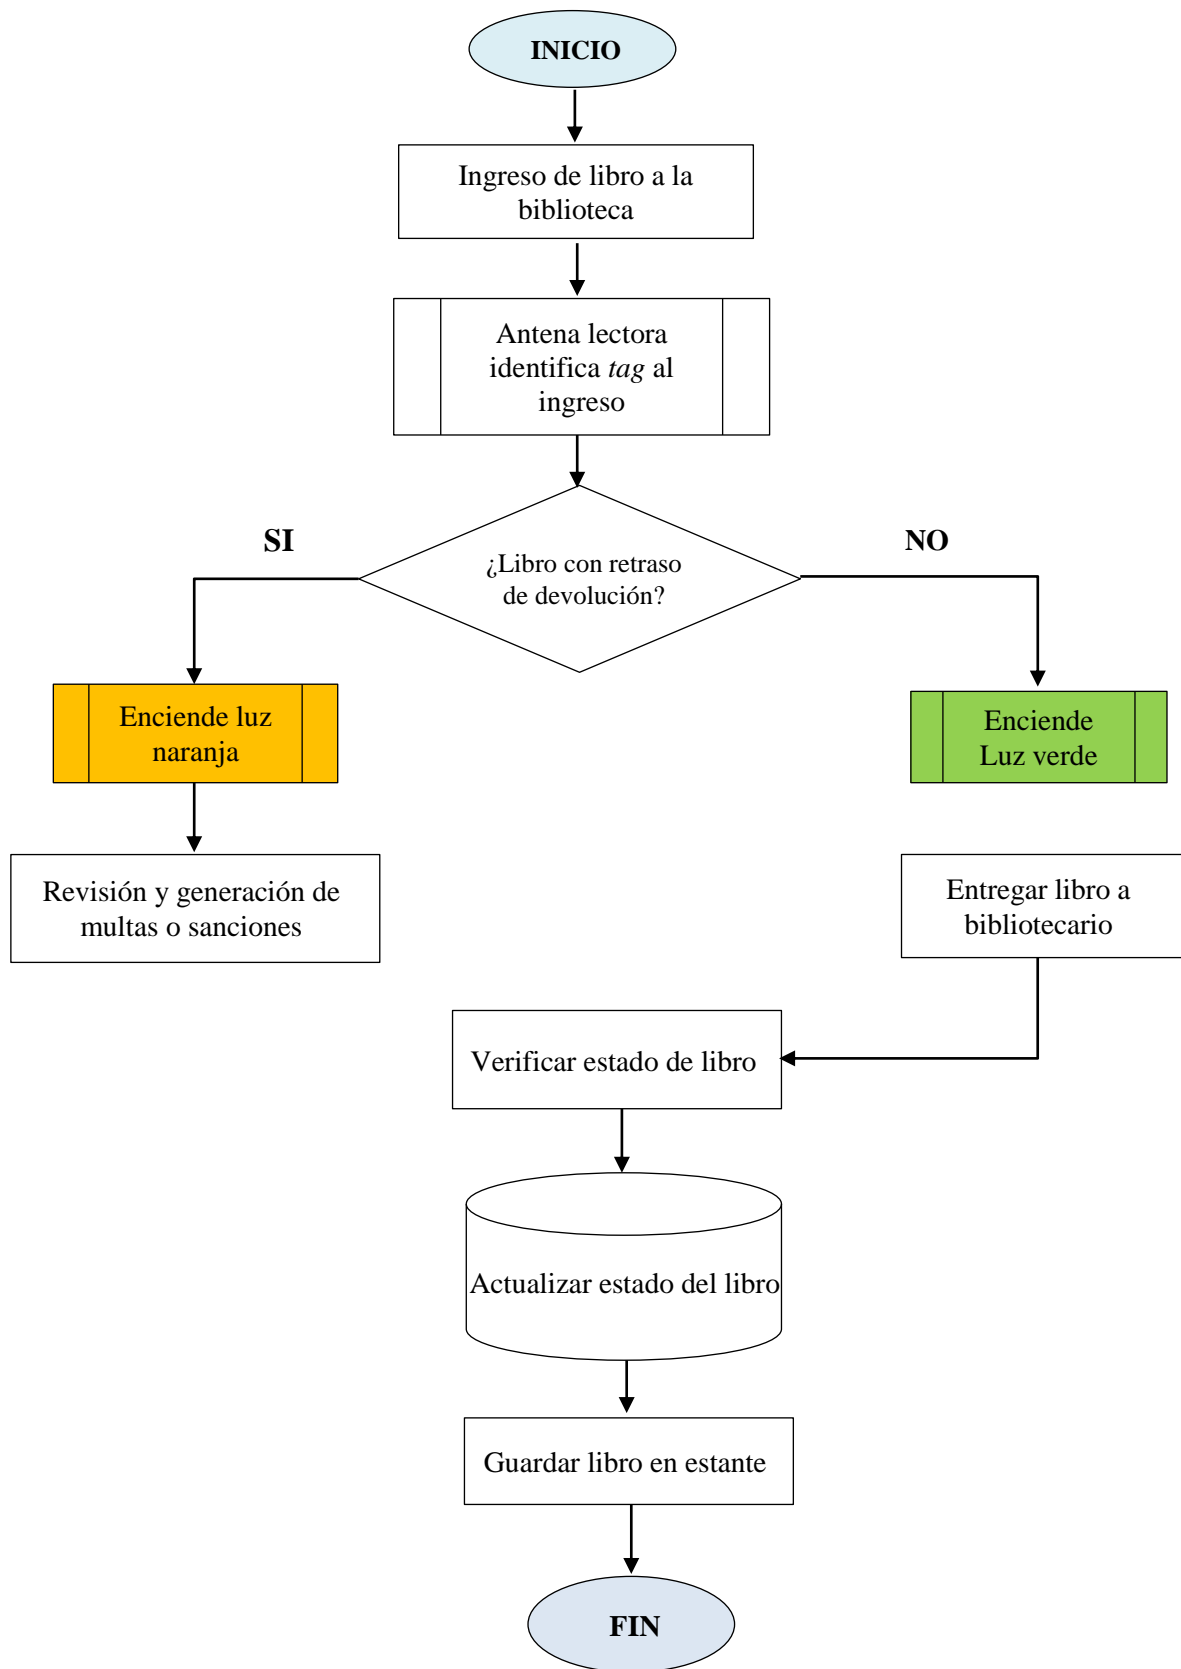 INICIO
Ingreso de libro a la
biblioteca
Antena lectora
identifica tag al
ingreso
SI
NO
¿Libro con retraso
de devolución?
Enciende luz
naranja
Enciende
Luz verde
Revisión y generación de
multas o sanciones
Entregar libro a
bibliotecario
Verificar estado de libro
Actualizar estado del libro
Guardar libro en estante
FIN